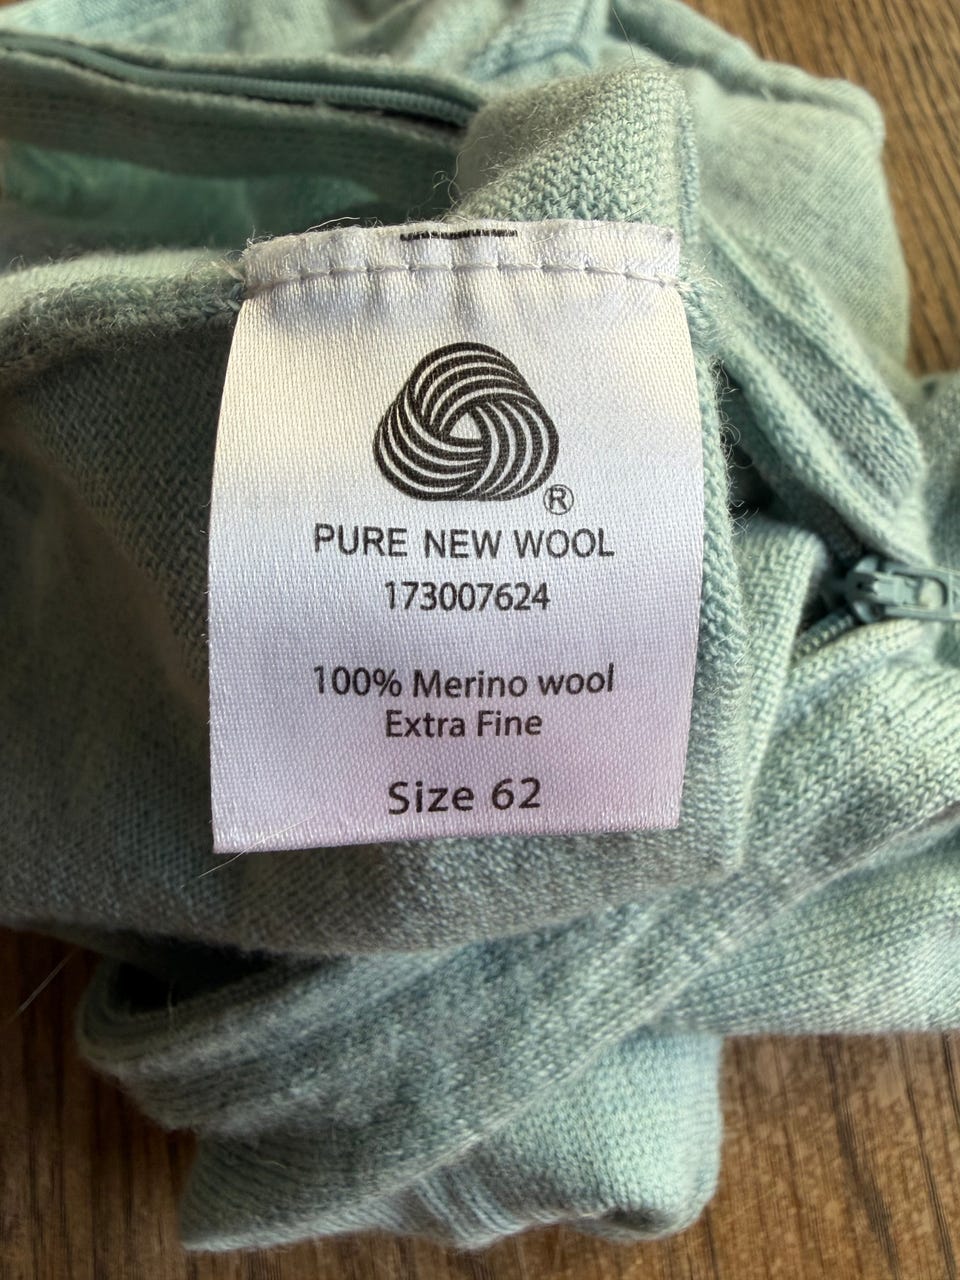 ®
PURE NEW WOOL
173007624
100% Merino wool
Extra Fine
Size 62